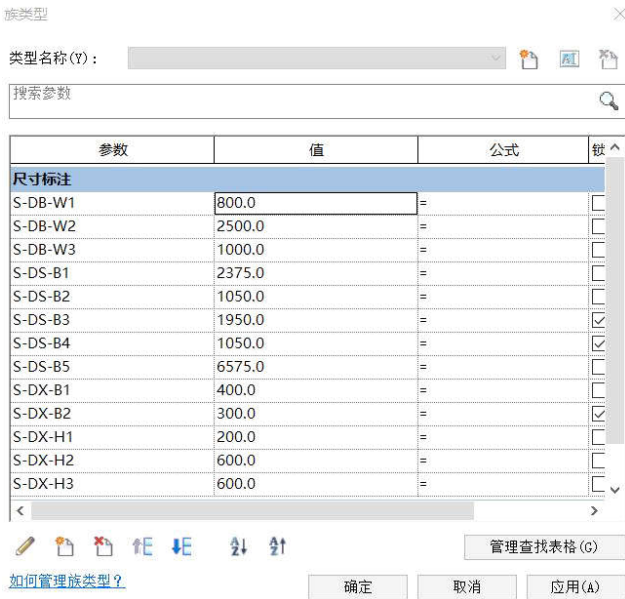 族类型
类型名称(Y):
搜索参数
参数 值 公式 锁
尺寸标注
S-DB-W1 800.0 =
S-DB-W2 2500.0 =
S-DB-W3 1000.0 =
S-DS-B1 2375.0 =
S-DS-B2 1050.0 =
S-DS-B3 1950.0 =
S-DS-B4 1050.0 =
S-DS-B5 6575.0 =
S-DX-B1 400.0 =
S-DX-B2 300.0 =
S-DX-H1 200.0 =
S-DX-H2 600.0 =
S-DX-H3 600.0 =
管理查找表格(G)
如何管理族类型?
确定 取消 应用(A)